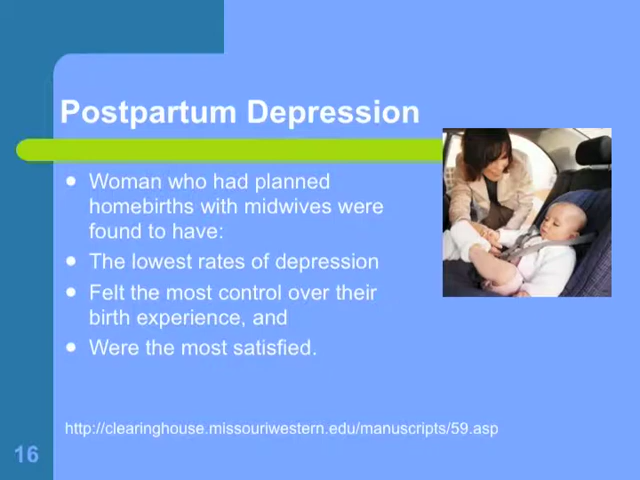 Postpartum Depression
Woman who had planned
homebirths with midwives were
found to have:
The lowest rates of depression
Felt the most control over their
birth experience, and
Were the most satisfied.
http://clearinghouse.missouriwestern.edu/manuscripts/59.asp
16